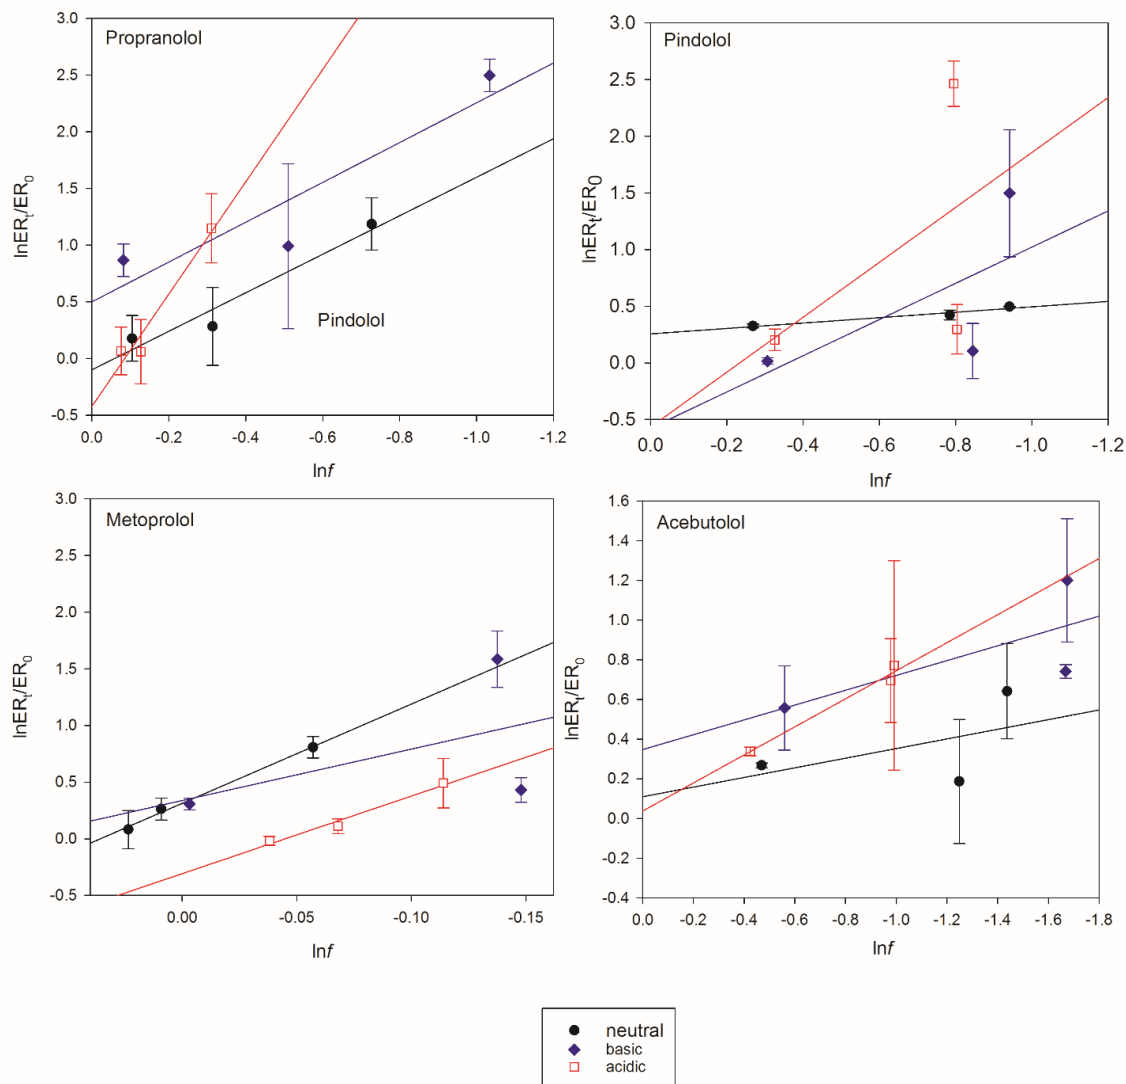 Propranolol
3.0
2.5
2.0
1.5
1.0
0.5
0.0
-0.5
lnERt/ER0
Pindolol
0.0 -0.2 -0.4 -0.6 -0.8 -1.0 -1.2
lnf
Pindolol
3.0
2.5
2.0
1.5
1.0
0.5
0.0
-0.5
lnERt/ER0
0.0 -0.2 -0.4 -0.6 -0.8 -1.0 -1.2
lnf
Metoprolol
3.0
2.5
2.0
1.5
1.0
0.5
0.0
-0.5
lnERt/ER0
0.00 -0.05 -0.10 -0.15
lnf
Acebutolol
1.6
1.4
1.2
1.0
0.8
0.6
0.4
0.2
0.0
-0.2
-0.4
lnERt/ER0
0.0 -0.2 -0.4 -0.6 -0.8 -1.0 -1.2 -1.4 -1.6 -1.8
lnf
neutral
basic
acidic